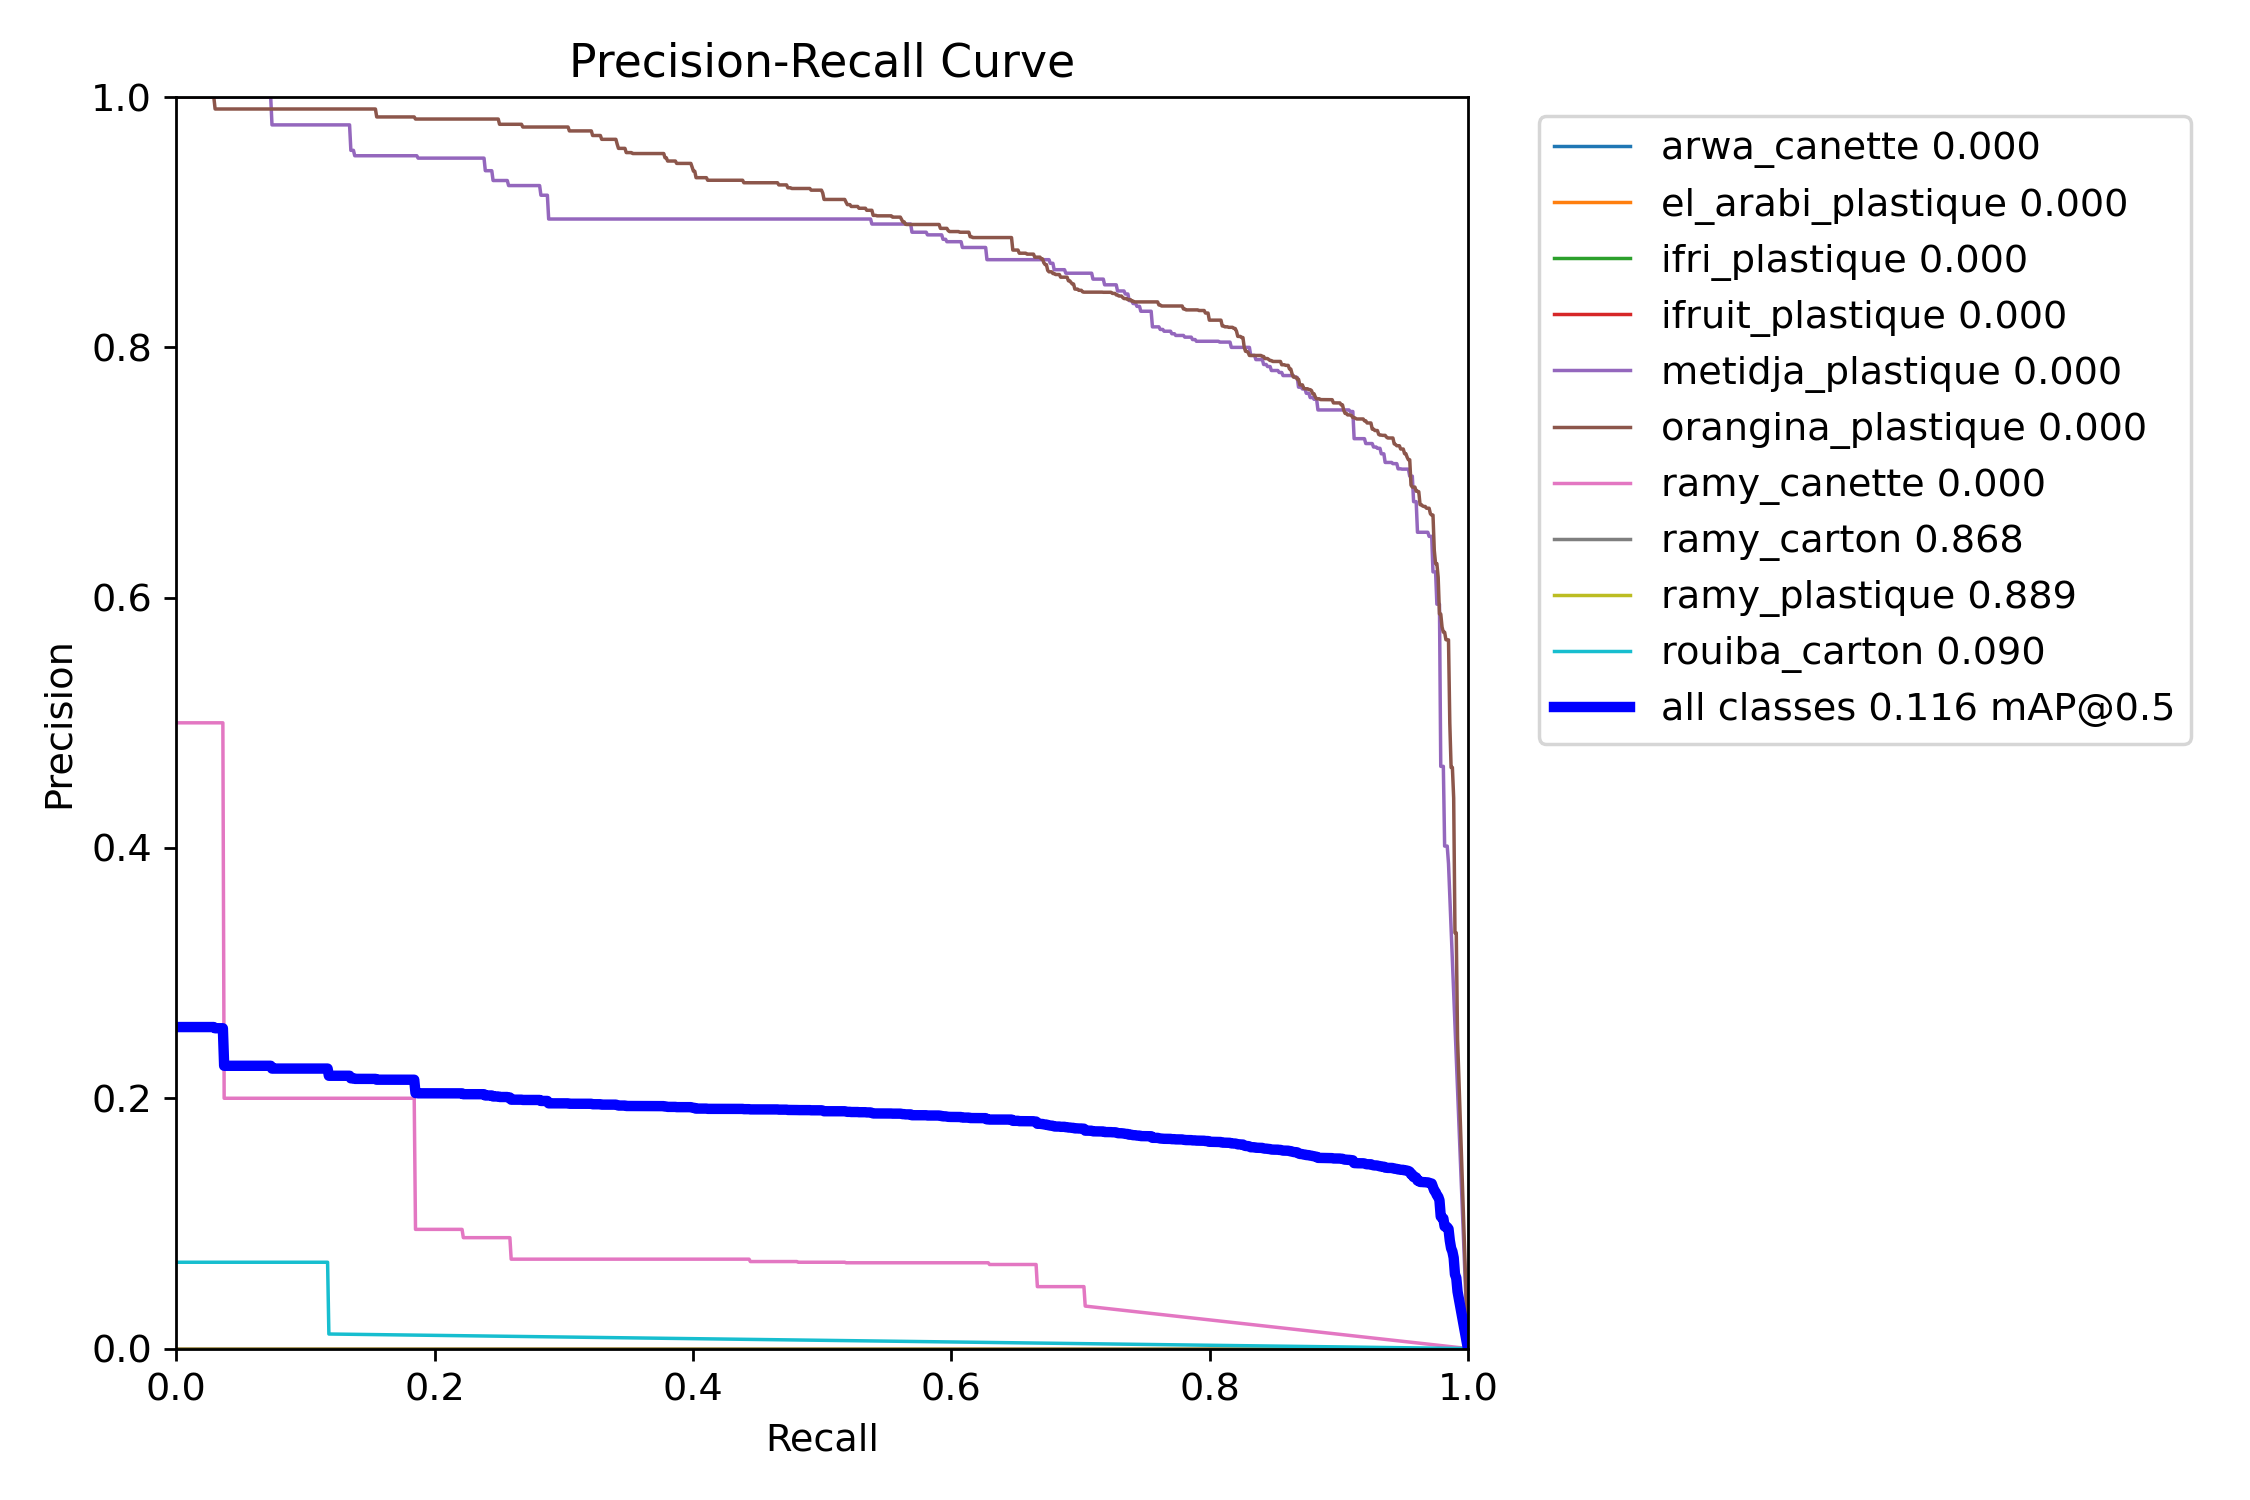 Precision-Recall Curve
1.0
0.8
0.6
0.4
0.2
0.0
Precision
0.0 0.2 0.4 0.6 0.8 1.0
Recall
arwa_canette 0.000
el_arabi_plastique 0.000
ifri_plastique 0.000
ifruit_plastique 0.000
metidja_plastique 0.000
orangina_plastique 0.000
ramy_canette 0.000
ramy_carton 0.868
ramy_plastique 0.889
rouiba_carton 0.090
all classes 0.116 mAP@0.5